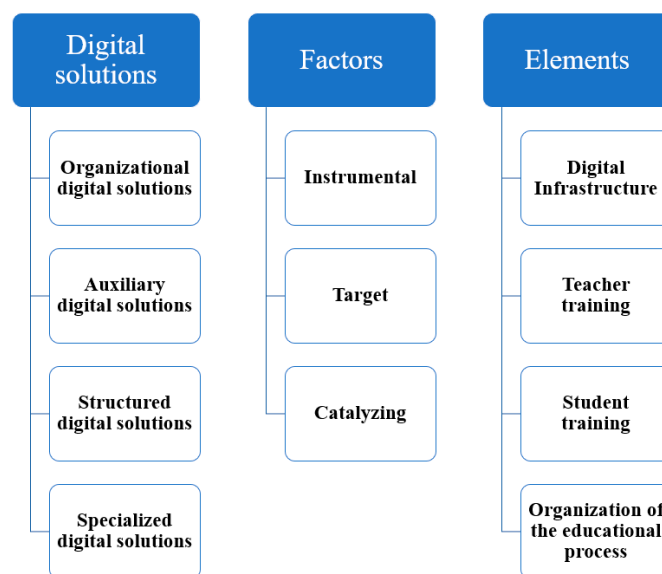 Digital
solutions
Organizational
digital solutions
Auxiliary
digital solutions
Structured
digital solutions
Specialized
digital solutions
Factors
Instrumental
Target
Catalyzing
Elements
Digital
Infrastructure
Teacher
training
Student
training
Organization of
the educational
process